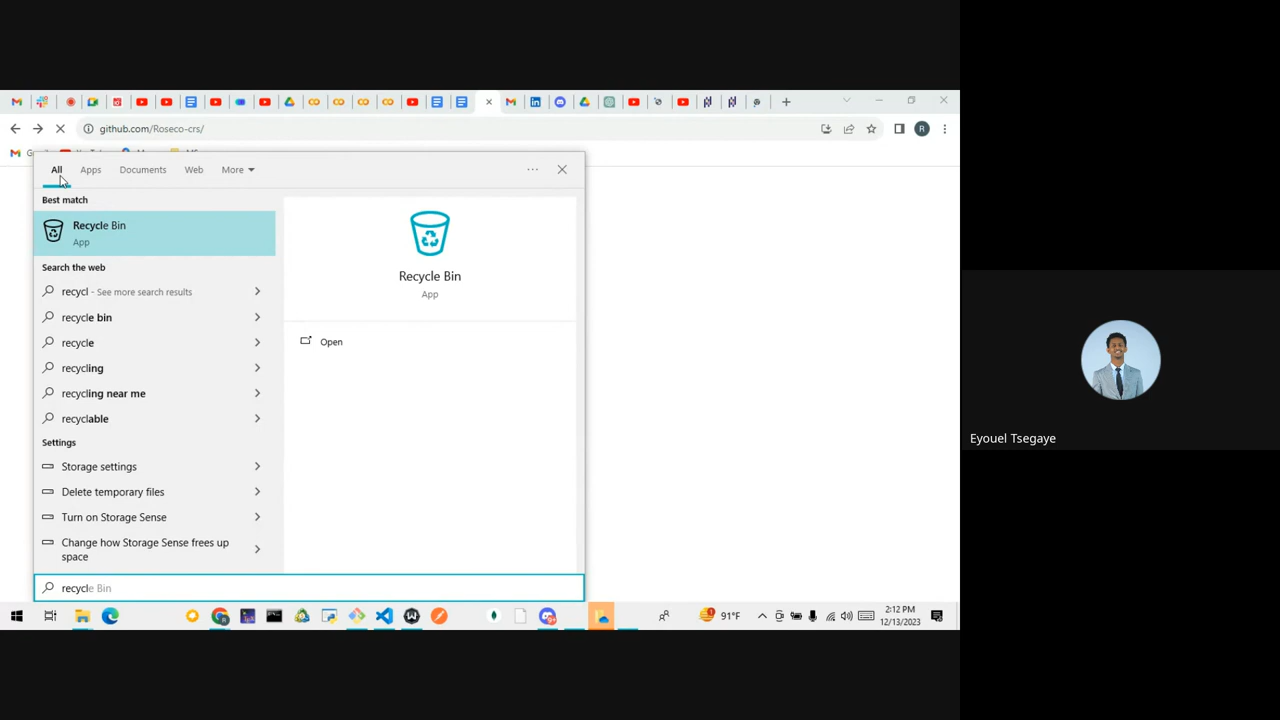 github.com/Roseco-crs/
All
Apps
Documents
Web
More
Best match
Recycle Bin
App
Search the web
recycl - See more search results
recycle bin
recycle
recycling
recycling near me
recyclable
Settings
Storage settings
Delete temporary files
Turn on Storage Sense
Change how Storage Sense frees up
space
recycle Bin
Recycle Bin
App
Open
91°F
2:12 PM
12/13/2023
Eyouel Tsegaye